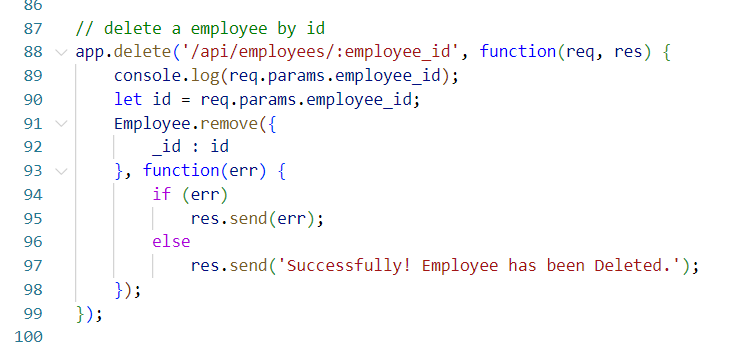 86
87 // delete a employee by id
88 app.delete('/api/employees/:employee_id', function(req, res) {
89 console.log(req.params.employee_id);
90 let id = req.params.employee_id;
91 Employee.remove({
92 _id : id
93 }, function(err) {
94 if (err)
95 res.send(err);
96 else
97 res.send('Successfully! Employee has been Deleted.');
98 });
99 });
100